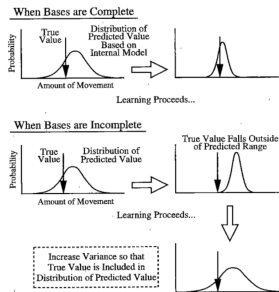 When Bases are Complete
True
Value
Distribution of
Predicted Value
Based on
Internal Model
Probability
Amount of Movement
Learning Proceeds...
When Bases are Incomplete
True
Value
Distribution of
Predicted Value
True Value Falls Outside
of Predicted Range
Probability
Amount of Movement
Learning Proceeds...
Increase Variance so that
True Value is Included in
Distribution of Predicted Value